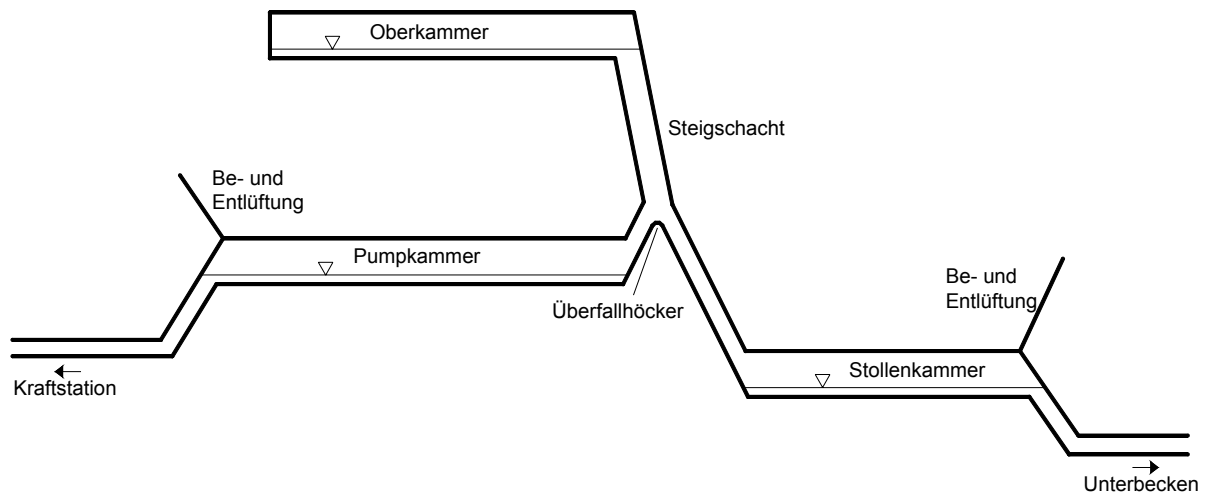 Oberkammer
Steigschacht
Be- und
Entlüftung
Pumpkammer
Überfallhöcker
Be- und
Entlüftung
Stollenkammer
Kraftstation
Unterbecken